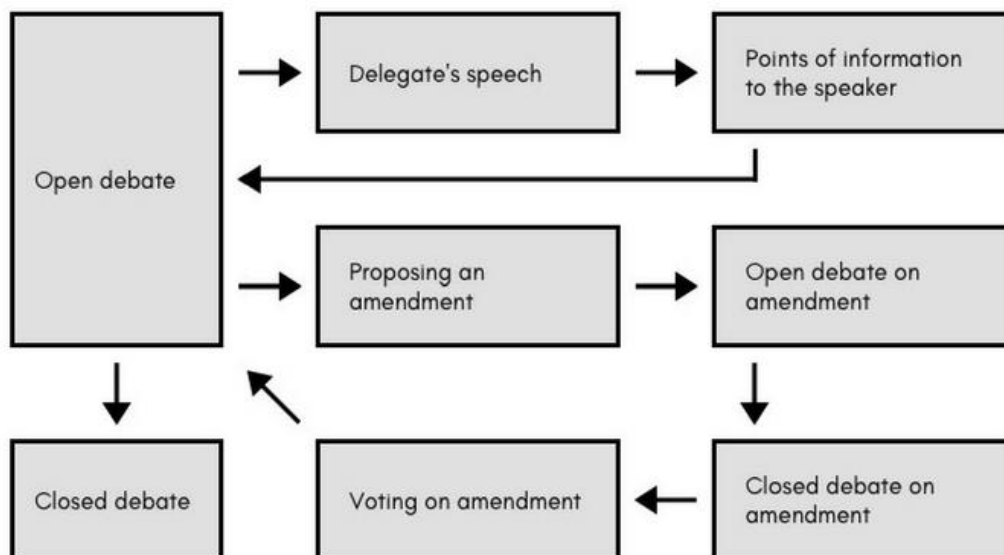 Delegate's speech
Points of information
to the speaker
Open debate
Proposing an
amendment
Open debate on
amendment
Closed debate
Voting on amendment
Closed debate on
amendment